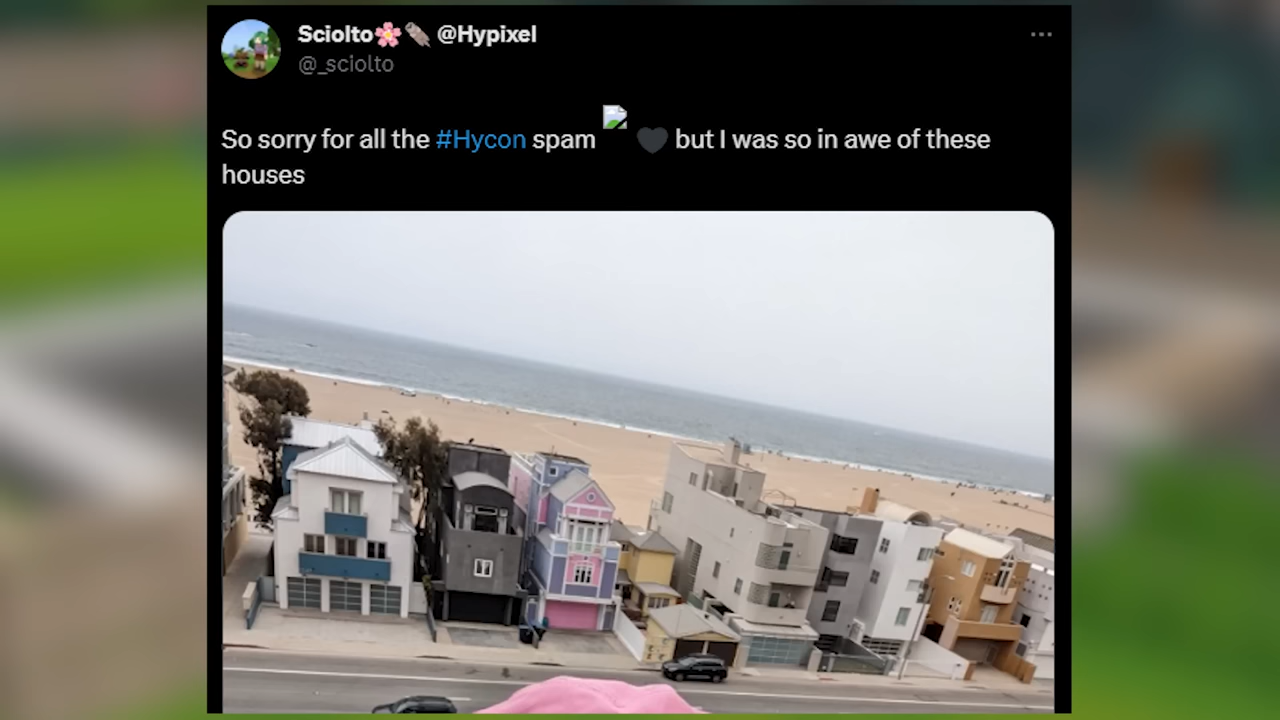 Sciolto🌸🪶 @Hypixel
@_sciolto
So sorry for all the #Hycon spam 🖤 but I was so in awe of these
houses